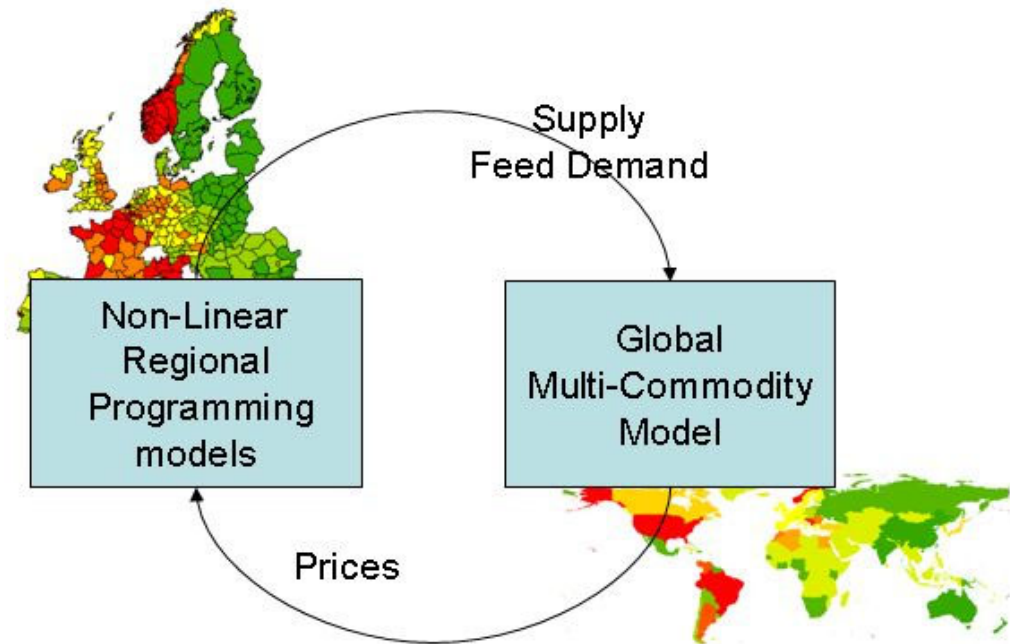 Supply
Feed Demand
Non-Linear
Regional
Programming
models
Global
Multi-Commodity
Model
Prices